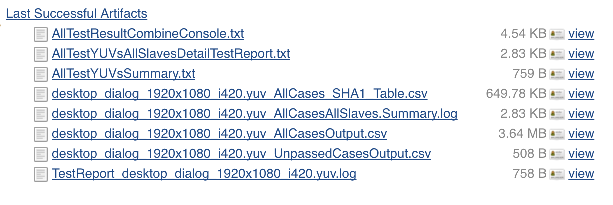 Last Successful Artifacts
AllTestResultCombineConsole.txt 4.54 KB view
AllTestYUVsAllSlavesDetailTestReport.txt 2.83 KB view
AllTestYUVsSummary.txt 759 B view
desktop_dialog_1920x1080_i420.yuv_AllCases_SHA1_Table.csv 649.78 KB view
desktop_dialog_1920x1080_i420.yuv_AllCasesAllSlaves.Summary.log 2.83 KB view
desktop_dialog_1920x1080_i420.yuv_AllCasesOutput.csv 3.64 MB view
desktop_dialog_1920x1080_i420.yuv_UnpassedCasesOutput.csv 508 B view
TestReport_desktop_dialog_1920x1080_i420.yuv.log 758 B view